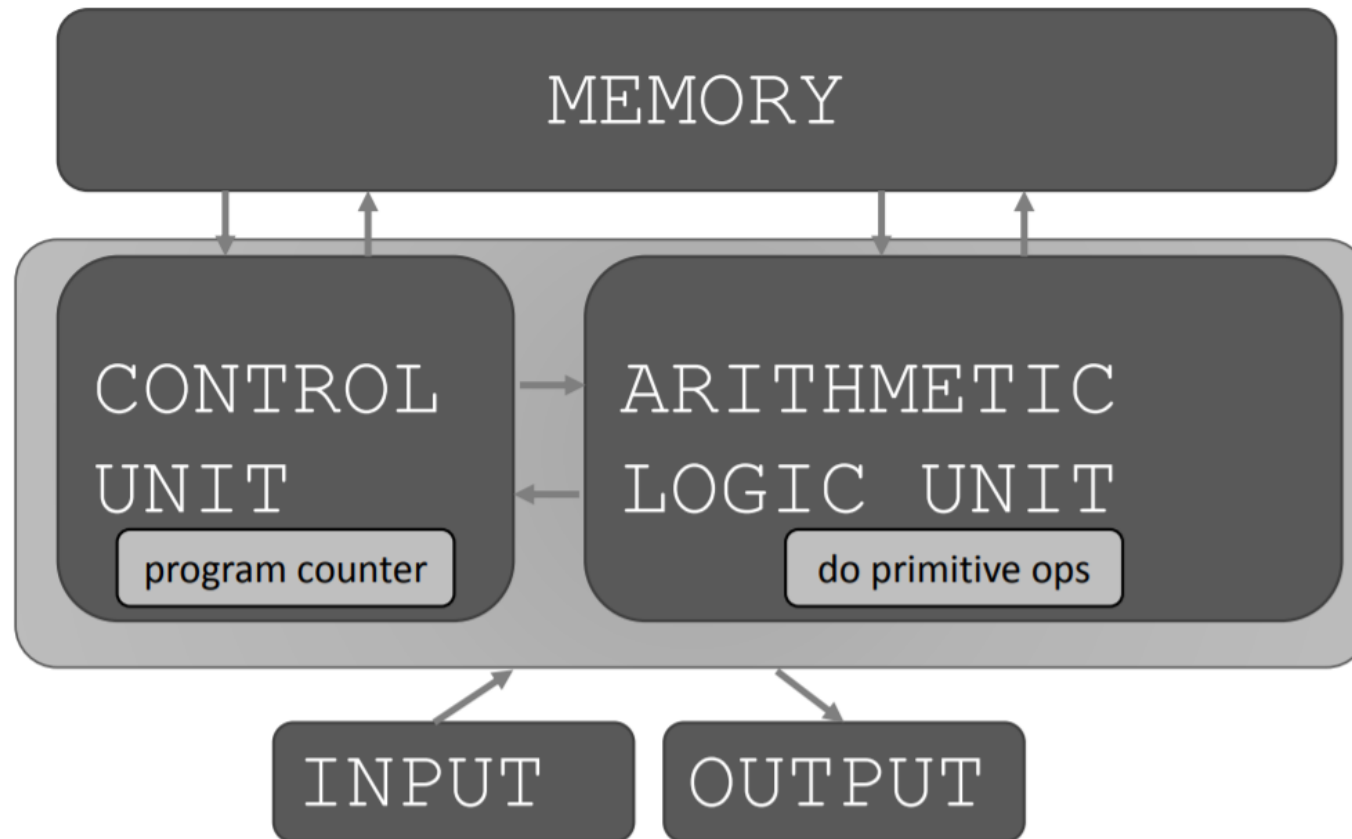 MEMORY
CONTROL
UNIT
program counter
ARITHMETIC
LOGIC UNIT
do primitive ops
INPUT
OUTPUT